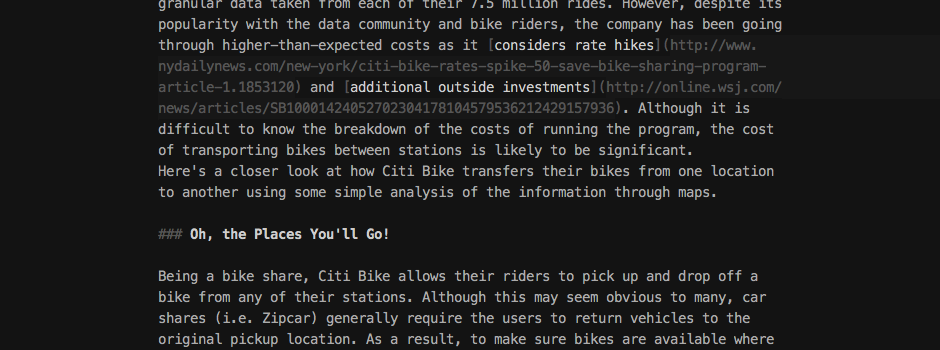 granular data taken from each of their 7.5 million rides. However, despite its
popularity with the data community and bike riders, the company has been going
through higher-than-expected costs as it [considers rate hikes](http://www.
nydailynews.com/new-york/citi-bike-rates-spike-50-save-bike-sharing-program-
article-1.1853120) and [additional outside investments](http://online.wsj.com/
news/articles/SB10001424052702304178104579536212429157936). Although it is
difficult to know the breakdown of the costs of running the program, the cost
of transporting bikes between stations is likely to be significant.
Here's a closer look at how Citi Bike transfers their bikes from one location
to another using some simple analysis of the information through maps.
### Oh, the Places You'll Go!
Being a bike share, Citi Bike allows their riders to pick up and drop off a
bike from any of their stations. Although this may seem obvious to many, car
shares (i.e. Zipcar) generally require the users to return vehicles to the
original pickup location. As a result, to make sure bikes are available where